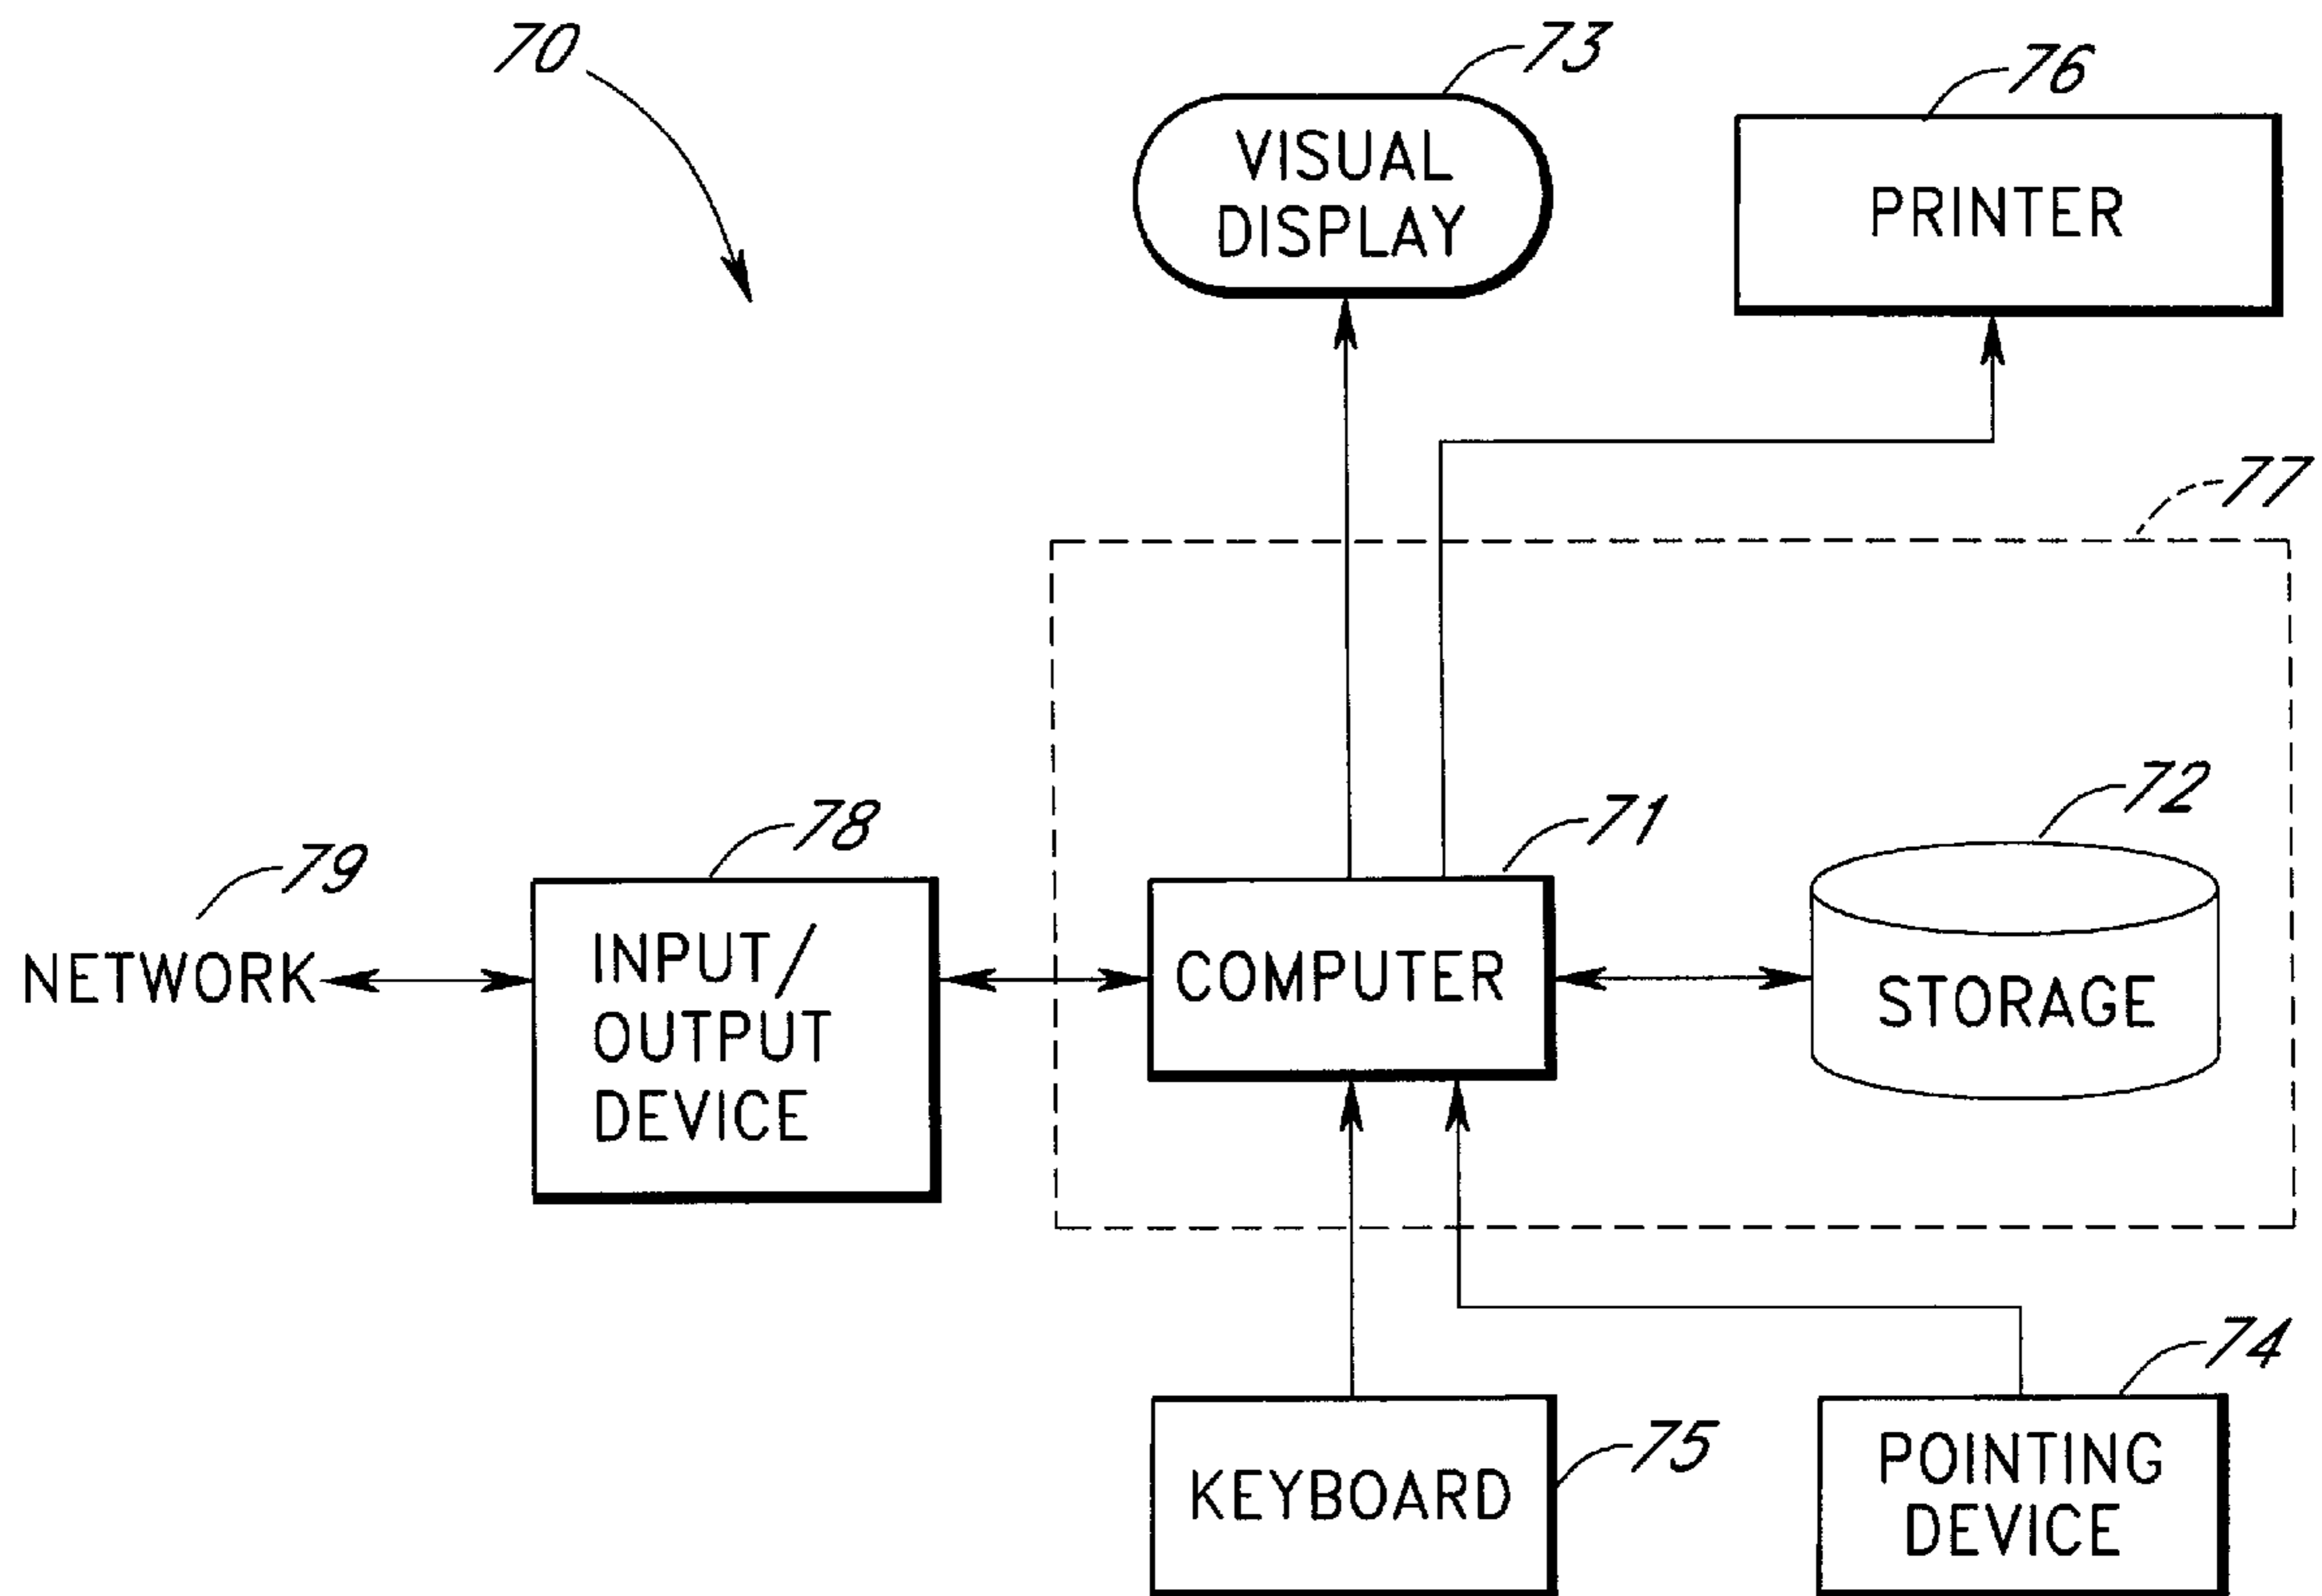 70
73
VISUAL
DISPLAY
76
PRINTER
77
79
NETWORK
78
INPUT/
OUTPUT
DEVICE
71
COMPUTER
72
STORAGE
75
KEYBOARD
74
POINTING
DEVICE